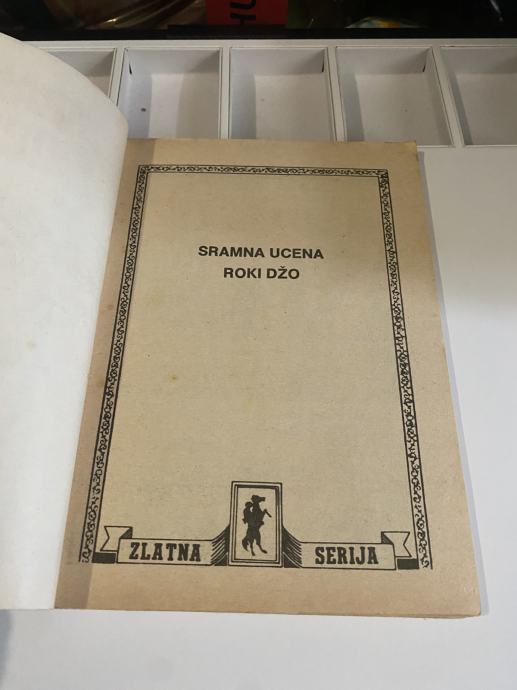 SRAMNA UCENA
ROKI DŽO
ZLATNA SERIJA